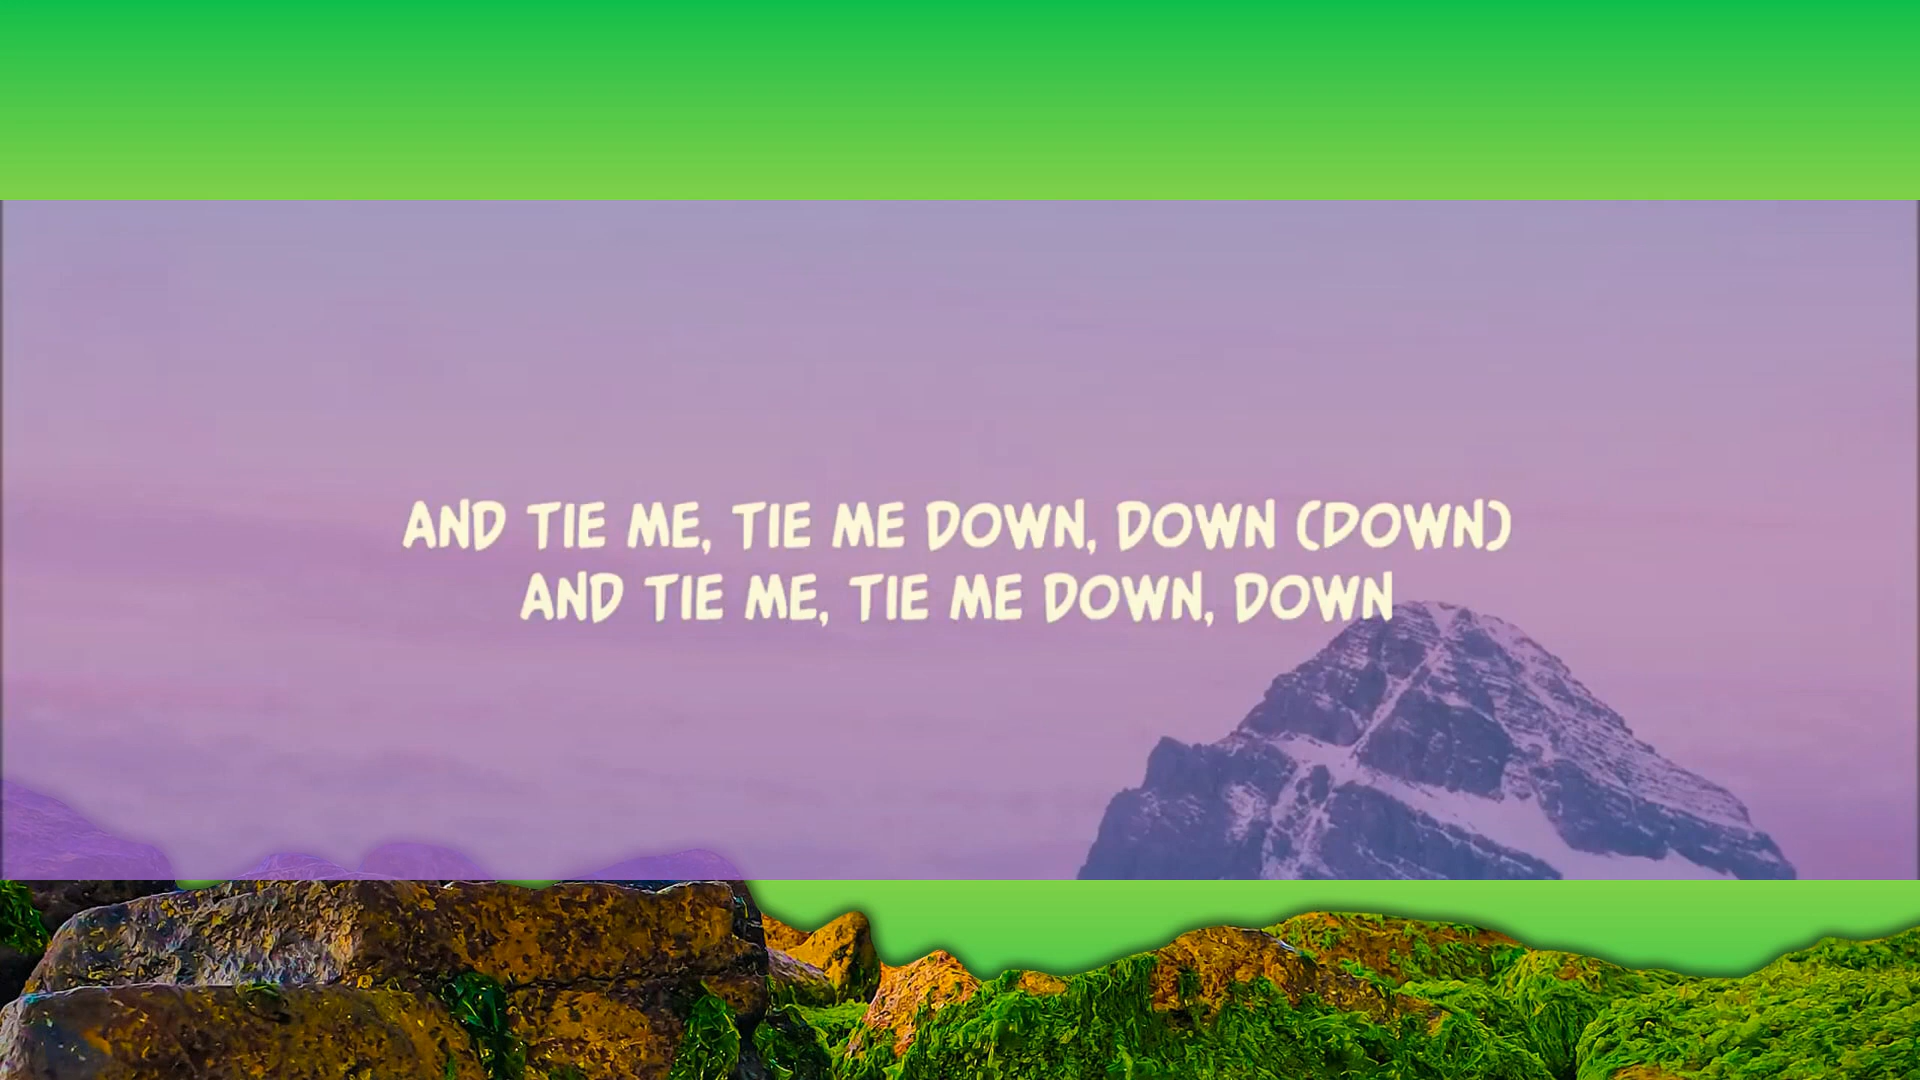 AND TIE ME, TIE ME DOWN, DOWN (DOWN)
AND TIE ME, TIE ME DOWN, DOWN